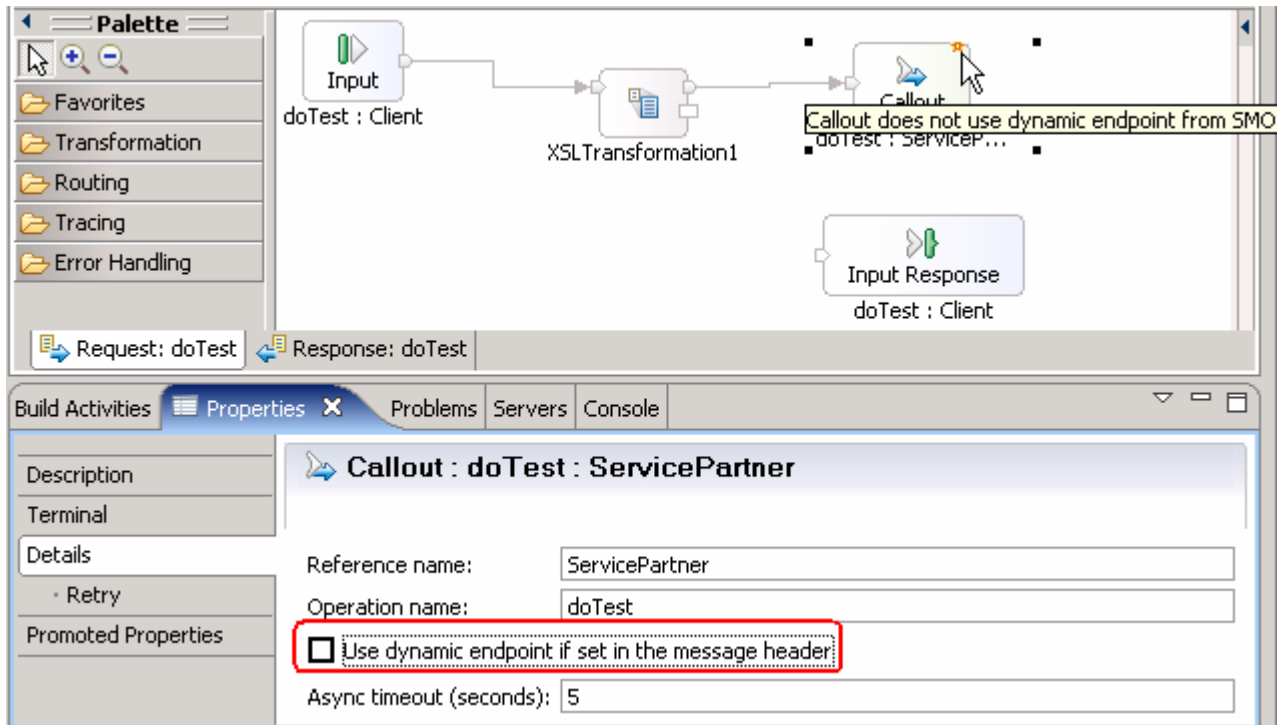 Palette
Favorites
Transformation
Routing
Tracing
Error Handling
Input
doTest : Client
XSLTransformation1
Callout
Callout does not use dynamic endpoint from SMO
doTest : ServiceP...
Input Response
doTest : Client
Request: doTest
Response: doTest
Build Activities
Properties
Problems
Servers
Console
Description
Terminal
Details
Retry
Promoted Properties
Callout : doTest : ServicePartner
Reference name: ServicePartner
Operation name: doTest
Use dynamic endpoint if set in the message header
Async timeout (seconds): 5